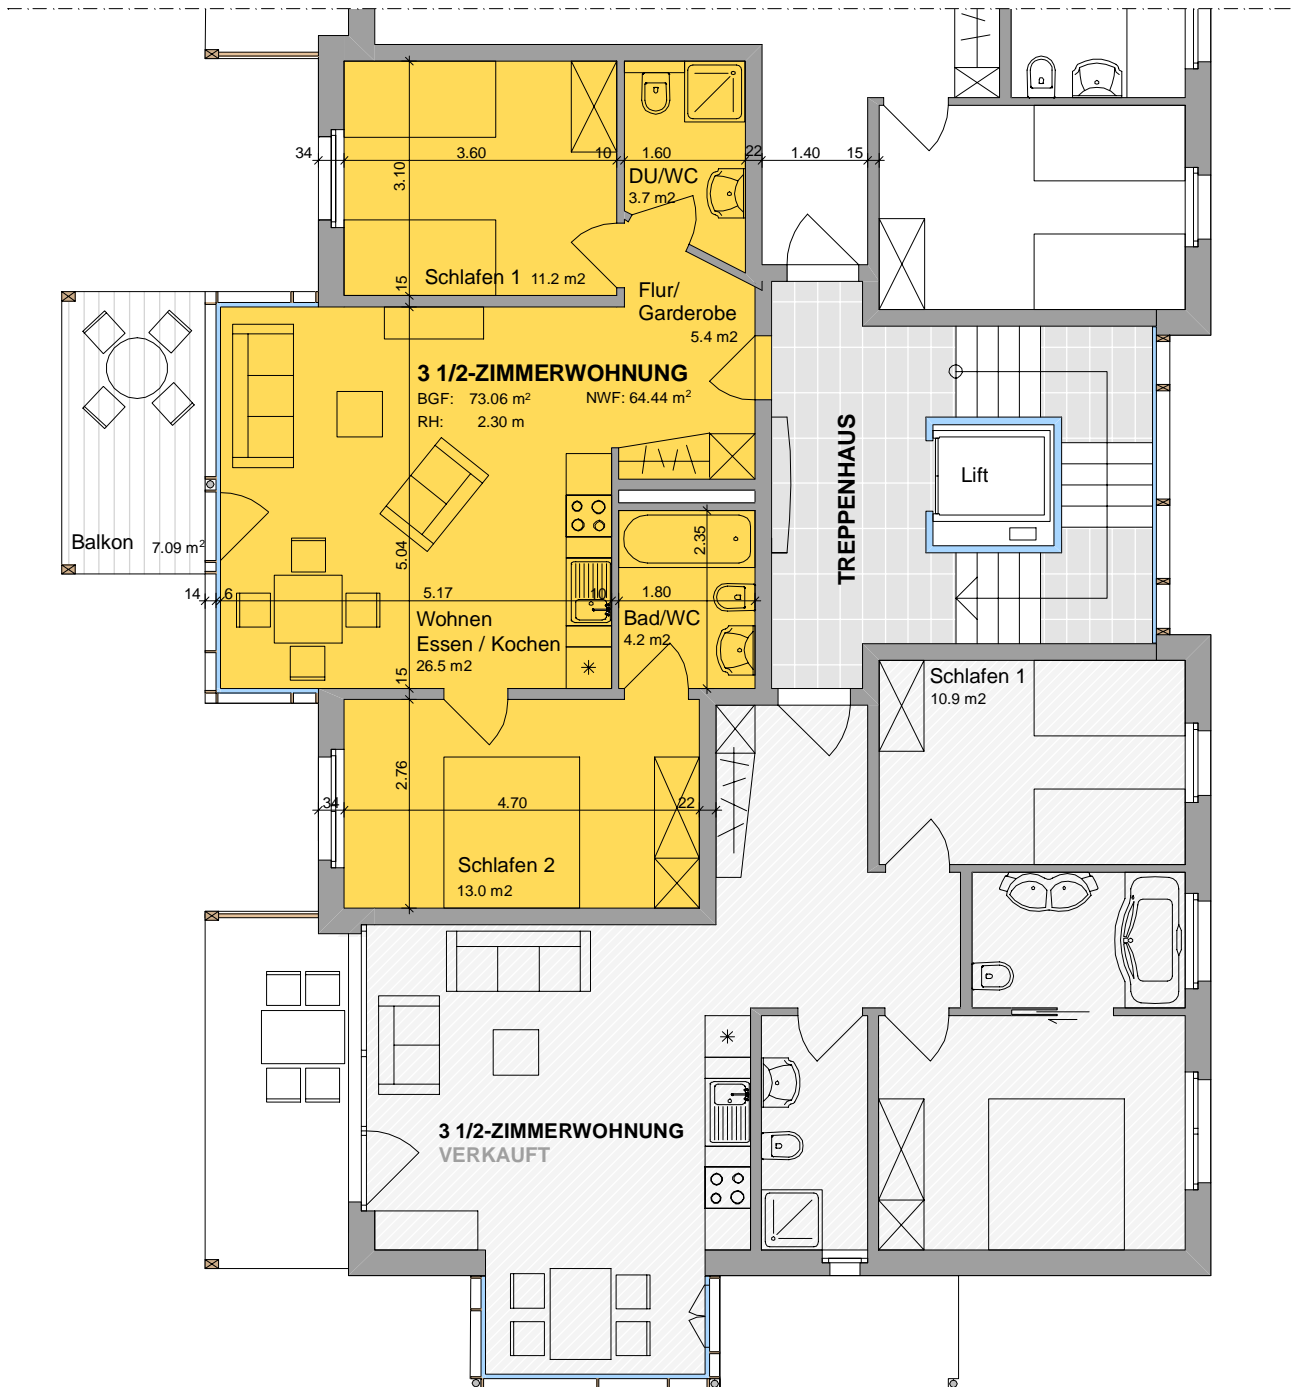 34
3.60
10
1.60
22
1.40
15
3.10
DU/WC
3.7 m2
Schlafen 1 11.2 m2
15
Flur/
Garderobe
5.4 m2
3 1/2-ZIMMERWOHNUNG
BGF: 73.06 m² NWF: 64.44 m²
RH: 2.30 m
TREPPENHAUS
Lift
Balkon 7.09 m²
5.04
2.35
14
6
5.17
10
1.80
Wohnen
Essen / Kochen
26.5 m2
Bad/WC
4.2 m2
15
Schlafen 1
10.9 m2
2.76
34
4.70
22
Schlafen 2
13.0 m2
3 1/2-ZIMMERWOHNUNG
VERKAUFT